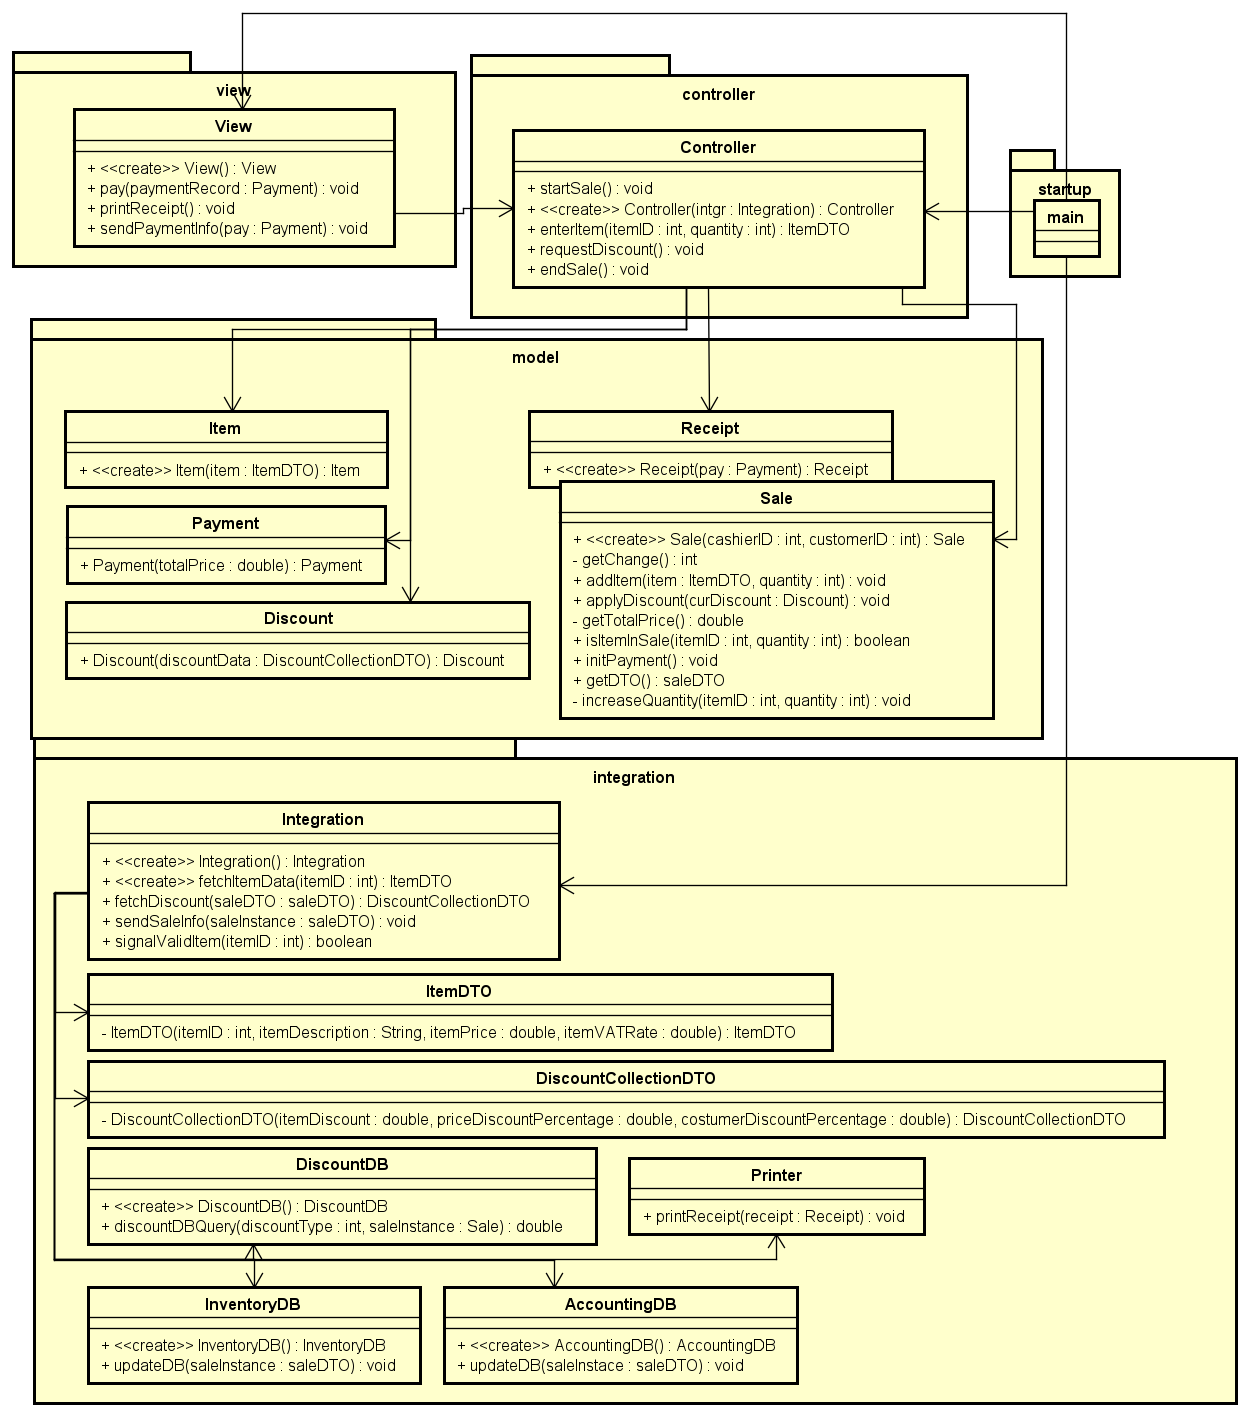 view
View
+ <<create>> View() : View
+ pay(paymentRecord : Payment) : void
+ printReceipt() : void
+ sendPaymentInfo(pay : Payment) : void
controller
Controller
+ startSale() : void
+ <<create>> Controller(intgr : Integration) : Controller
+ enterItem(itemID : int, quantity : int) : ItemDTO
+ requestDiscount() : void
+ endSale() : void
startup
main
model
Item
+ <<create>> Item(item : ItemDTO) : Item
Payment
+ Payment(totalPrice : double) : Payment
Discount
+ Discount(discountData : DiscountCollectionDTO) : Discount
Receipt
+ <<create>> Receipt(pay : Payment) : Receipt
Sale
+ <<create>> Sale(cashierID : int, customerID : int) : Sale
- getChange() : int
+ addItem(item : ItemDTO, quantity : int) : void
+ applyDiscount(curDiscount : Discount) : void
- getTotalPrice() : double
+ isItemInSale(itemID : int, quantity : int) : boolean
+ initPayment() : void
+ getDTO() : saleDTO
- increaseQuantity(itemID : int, quantity : int) : void
integration
Integration
+ <<create>> Integration() : Integration
+ <<create>> fetchItemData(itemID : int) : ItemDTO
+ fetchDiscount(saleDTO : saleDTO) : DiscountCollectionDTO
+ sendSaleInfo(saleInstance : saleDTO) : void
+ signalValidItem(itemID : int) : boolean
ItemDTO
- ItemDTO(itemID : int, itemDescription : String, itemPrice : double, itemVATRate : double) : ItemDTO
DiscountCollectionDTO
- DiscountCollectionDTO(itemDiscount : double, priceDiscountPercentage : double, costumerDiscountPercentage : double) : DiscountCollectionDTO
DiscountDB
+ <<create>> DiscountDB() : DiscountDB
+ discountDBQuery(discountType : int, saleInstance : Sale) : double
Printer
+ printReceipt(receipt : Receipt) : void
InventoryDB
+ <<create>> InventoryDB() : InventoryDB
+ updateDB(saleInstance : saleDTO) : void
AccountingDB
+ <<create>> AccountingDB() : AccountingDB
+ updateDB(saleInstace : saleDTO) : void